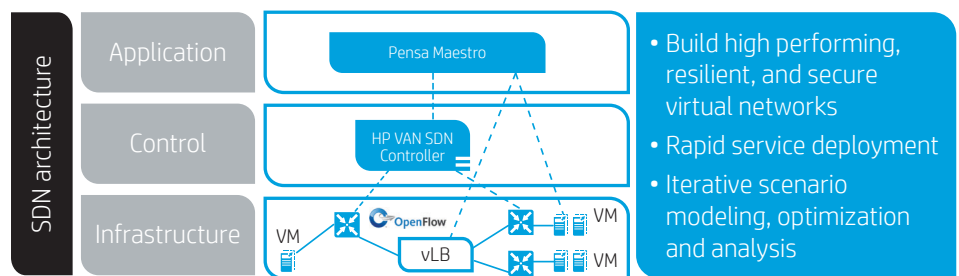 SDN architecture
Application
Pensa Maestro
Control
HP VAN SDN
Controller
Infrastructure
VM
OpenFlow
vLB
VM
VM
• Build high performing,
resilient, and secure
virtual networks
• Rapid service deployment
• Iterative scenario
modeling, optimization
and analysis